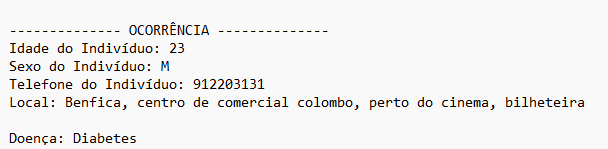 -------------- OCORRÊNCIA --------------
Idade do Indivíduo: 23
Sexo do Indivíduo: M
Telefone do Indivíduo: 912203131
Local: Benfica, centro de comercial colombo, perto do cinema, bilheteira
Doença: Diabetes